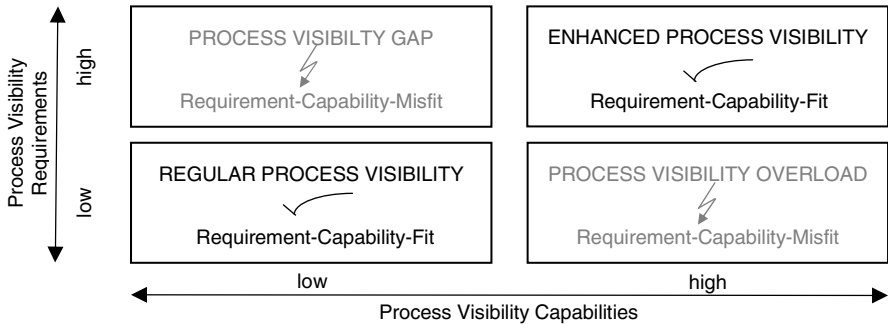 Process Visibility
Requirements
high
low
PROCESS VISIBILTY GAP
Requirement-Capability-Misfit
ENHANCED PROCESS VISIBILITY
Requirement-Capability-Fit
REGULAR PROCESS VISIBILITY
Requirement-Capability-Fit
PROCESS VISIBILITY OVERLOAD
Requirement-Capability-Misfit
low
high
Process Visibility Capabilities